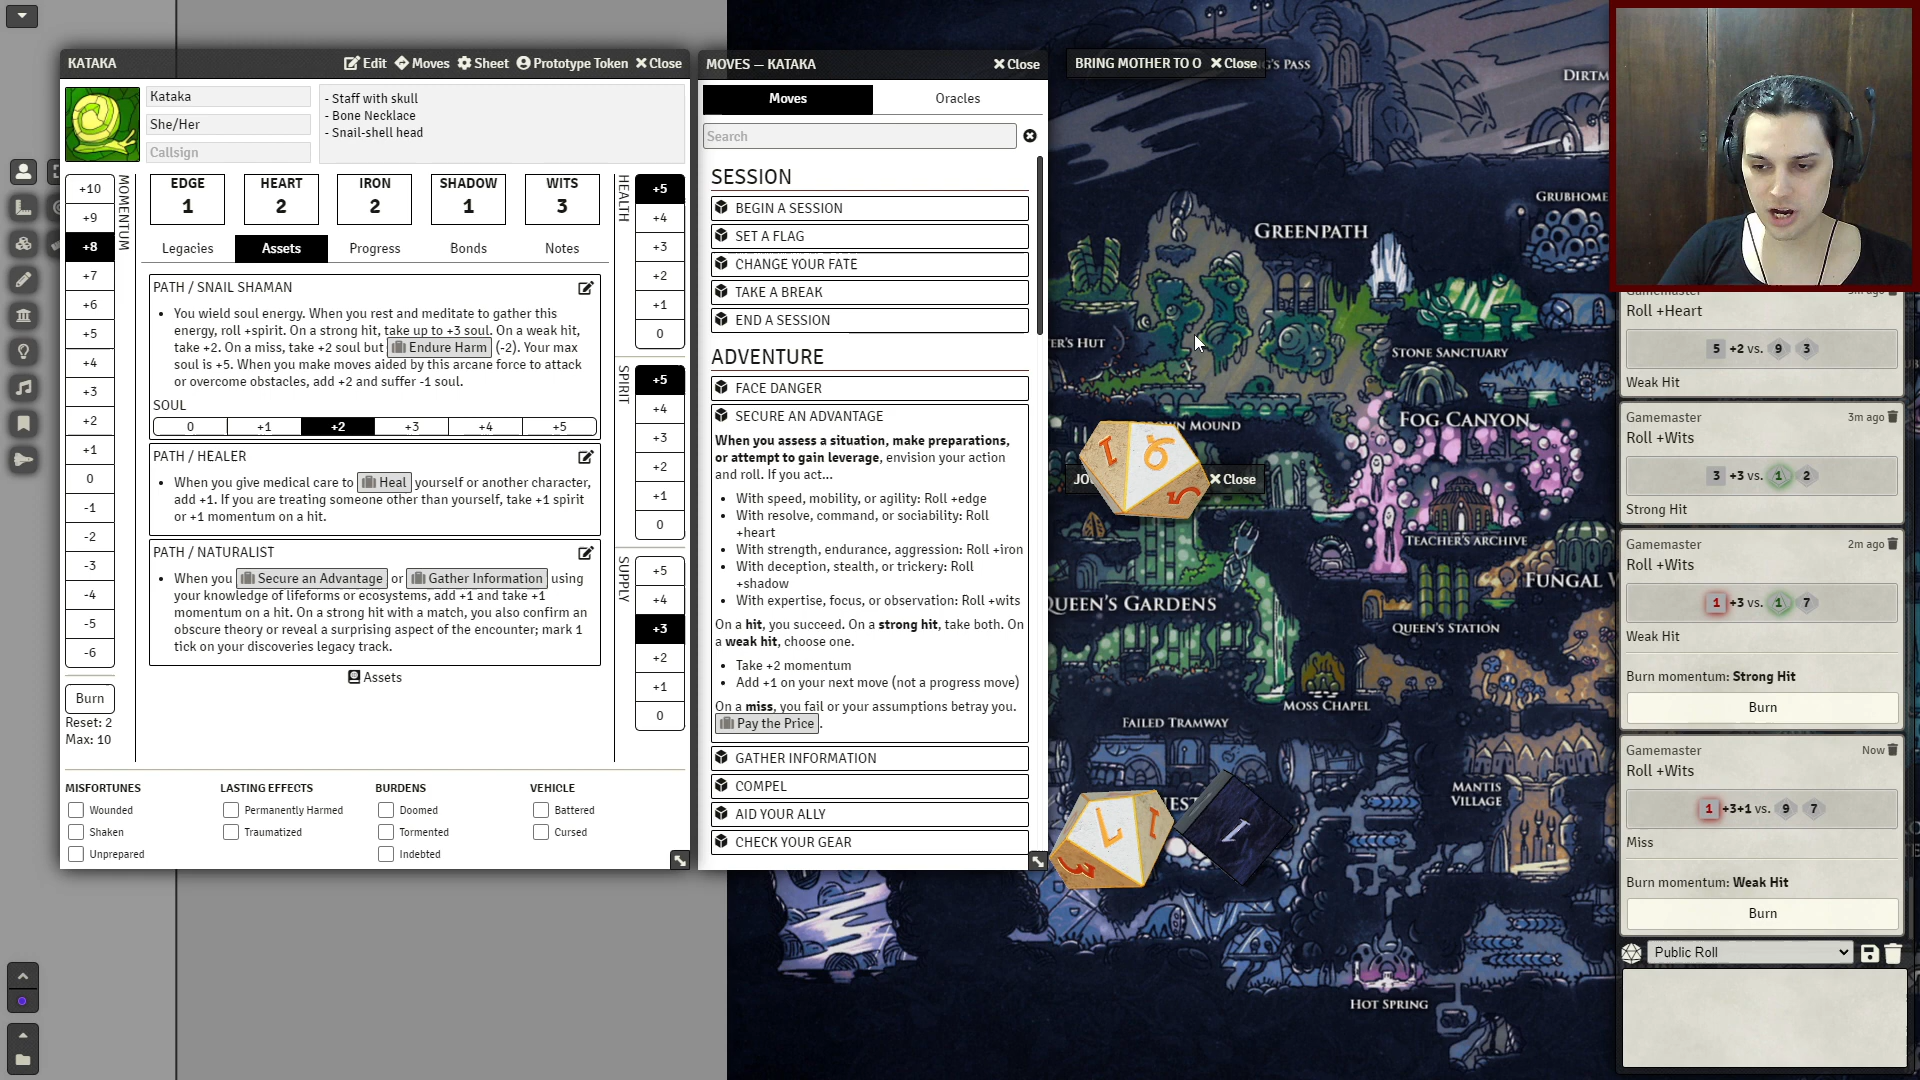 KATAKA
Edit Moves Sheet Prototype Token Close
Kataka
She/Her
Callsign
- Staff with skull
- Bone Necklace
- Snail-shell head
MOMENTUM
+10
+9
+8
+7
+6
+5
+4
+3
+2
+1
0
-1
-2
-3
-4
-5
-6
Burn
Reset: 2
Max: 10
EDGE
1
HEART
2
IRON
2
SHADOW
1
WITS
3
Legacies Assets Progress Bonds Notes
PATH / SNAIL SHAMAN
• You wield soul energy. When you rest and meditate to gather this
energy, roll +spirit. On a strong hit, take up to +3 soul. On a weak hit,
take +2. On a miss, take +2 soul but Endure Harm (-2). Your max
soul is +5. When you make moves aided by this arcane force to attack
or overcome obstacles, add +2 and suffer -1 soul.
SOUL
0 +1 +2 +3 +4 +5
PATH / HEALER
• When you give medical care to Heal yourself or another character,
add +1. If you are treating someone other than yourself, take +1 spirit
or +1 momentum on a hit.
PATH / NATURALIST
• When you Secure an Advantage or Gather Information using
your knowledge of lifeforms or ecosystems, add +1 and take +1
momentum on a hit. On a strong hit with a match, you also confirm an
obscure theory or reveal a surprising aspect of the encounter; mark 1
tick on your discoveries legacy track.
Assets
HEALTH
+5
+4
+3
+2
+1
0
SPIRIT
+5
+4
+3
+2
+1
0
SUPPLY
+5
+4
+3
+2
+1
0
MISFORTUNES
Wounded
Shaken
Unprepared
LASTING EFFECTS
Permanently Harmed
Traumatized
BURDENS
Doomed
Tormented
Indebted
VEHICLE
Battered
Cursed
MOVES — KATAKA
Close
Moves Oracles
Search
SESSION
BEGIN A SESSION
SET A FLAG
CHANGE YOUR FATE
TAKE A BREAK
END A SESSION
ADVENTURE
FACE DANGER
SECURE AN ADVANTAGE
When you assess a situation, make preparations,
or attempt to gain leverage, envision your action
and roll. If you act...
• With speed, mobility, or agility: Roll +edge
• With resolve, command, or sociability: Roll
+heart
• With strength, endurance, aggression: Roll +iron
• With deception, stealth, or trickery: Roll
+shadow
• With expertise, focus, or observation: Roll +wits
On a hit, you succeed. On a strong hit, take both. On
a weak hit, choose one.
• Take +2 momentum
• Add +1 on your next move (not a progress move)
On a miss, you fail or your assumptions betray you.
Pay the Price.
GATHER INFORMATION
COMPEL
AID YOUR ALLY
CHECK YOUR GEAR
BRING MOTHER TO O Close
G'S PASS
DIRTM
GRUBHOME
GREENPATH
ER'S HUT
STONE SANCTUARY
FOG CANYON
WN MOUND
JO
Close
TEACHER'S ARCHIVE
FUNGAL W
QUEEN'S GARDENS
QUEEN'S STATION
MOSS CHAPEL
FAILED TRAMWAY
MANTIS
VILLAGE
NEST
HOT SPRING
1
7
1
3
1
Gamemaster
Roll +Heart
5 +2 vs. 9 3
Weak Hit
Gamemaster 3m ago
Roll +Wits
3 +3 vs. 1 2
Strong Hit
Gamemaster 2m ago
Roll +Wits
1 +3 vs. 1 7
Weak Hit
Burn momentum: Strong Hit
Burn
Gamemaster Now
Roll +Wits
1 +3+1 vs. 9 7
Miss
Burn momentum: Weak Hit
Burn
Public Roll